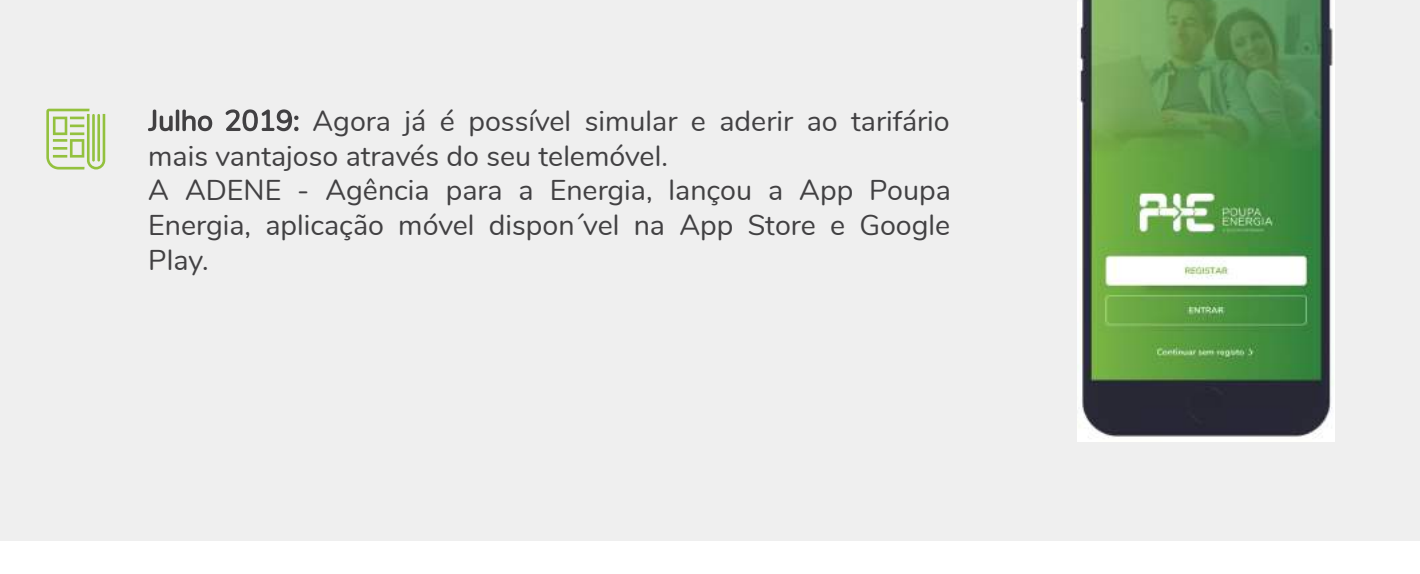 Julho 2019: Agora já é possível simular e aderir ao tarifário
mais vantajoso através do seu telemóvel.
A ADENE - Agência para a Energia, lançou a App Poupa
Energia, aplicação móvel dispon´vel na App Store e Google
Play.
POUPA
ENERGIA
REGISTAR
ENTRAR
Continuar sem registo >